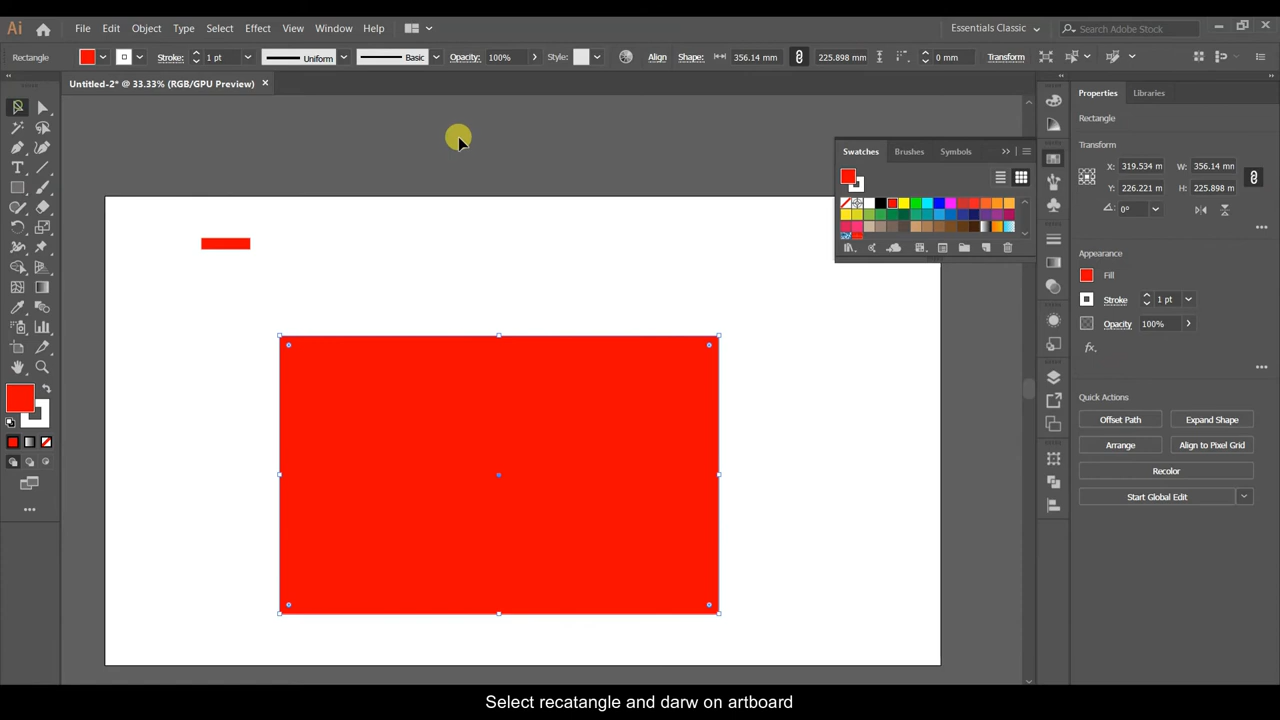 Ai File Edit Object Type Select Effect View Window Help Essentials Classic Search Adobe Stock
Rectangle Stroke: 1 pt Uniform Basic Opacity: 100% Style: Align Shape: 356.14 mm 225.898 mm 0 mm Transform
Untitled-2* @ 33.33% (RGB/GPU Preview) ×
Properties Libraries
Rectangle
Transform
X: 319.534 m W: 356.14 mm
Y: 226.221 m H: 225.898 mm
0°
Swatches Brushes Symbols
Appearance
Fill
Stroke 1 pt
Opacity 100%
fx.
Quick Actions
Offset Path Expand Shape
Arrange Align to Pixel Grid
Recolor
Start Global Edit
Select recatangle and darw on artboard